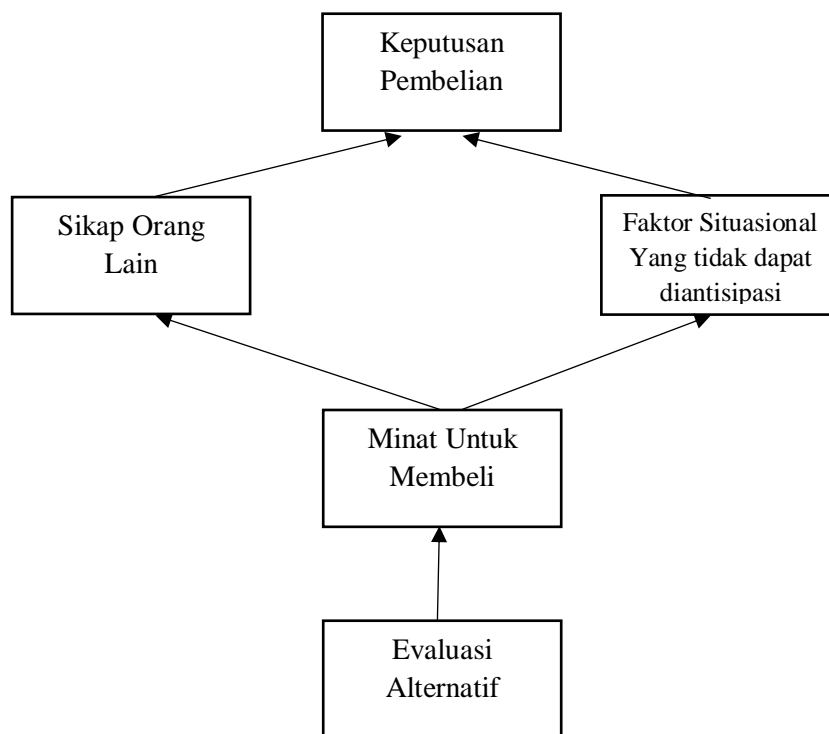 Keputusan
Pembelian
Sikap Orang
Lain
Faktor Situasional
Yang tidak dapat
diantisipasi
Minat Untuk
Membeli
Evaluasi
Alternatif